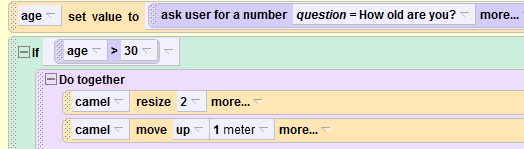 age set value to ask user for a number question = How old are you? more...
If age > 30
Do together
camel resize 2 more...
camel move up 1 meter more...